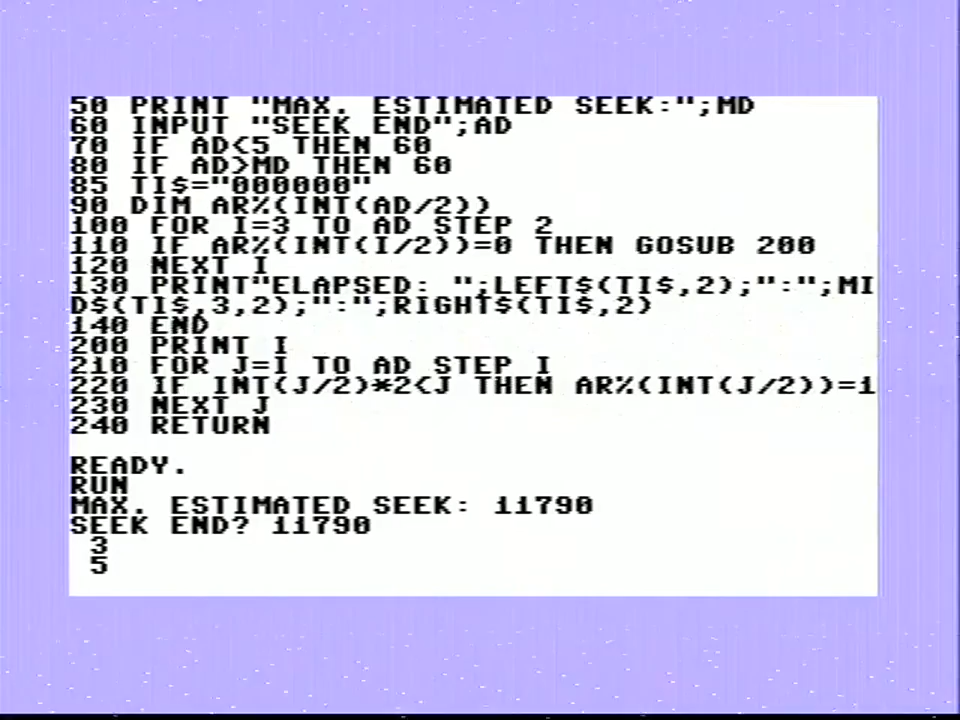 50 PRINT "MAX. ESTIMATED SEEK:";MD
60 INPUT "SEEK END";AD
70 IF AD<5 THEN 60
80 IF AD>MD THEN 60
85 TI$="000000"
90 DIM AR%(INT(AD/2))
100 FOR I=3 TO AD STEP 2
110 IF AR%(INT(I/2))=0 THEN GOSUB 200
120 NEXT I
130 PRINT"ELAPSED: ";LEFT$(TI$,2);":";MI
D$(TI$,3,2);":";RIGHT$(TI$,2)
140 END
200 PRINT I
210 FOR J=I TO AD STEP I
220 IF INT(J/2)*2<J THEN AR%(INT(J/2))=1
230 NEXT J
240 RETURN
READY.
RUN
MAX. ESTIMATED SEEK: 11790
SEEK END? 11790
3
5